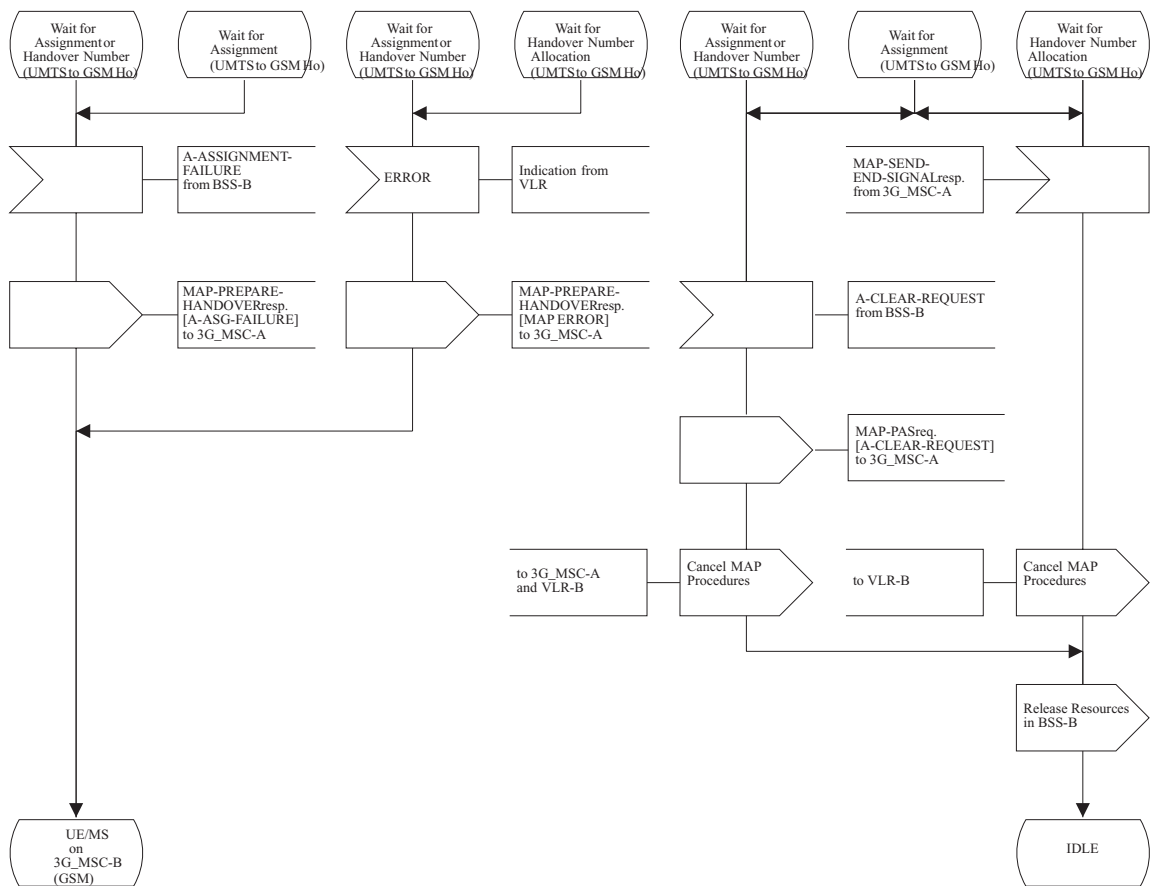 Wait for
Assignment or
Handover Number
(UMTS to GSM Ho)
Wait for
Assignment
(UMTS to GSM Ho)
Wait for
Assignment or
Handover Number
(UMTS to GSM Ho)
Wait for
Handover Number
Allocation
(UMTS to GSM Ho)
Wait for
Assignment or
Handover Number
(UMTS to GSM Ho)
Wait for
Assignment
(UMTS to GSM Ho)
Wait for
Handover Number
Allocation
(UMTS to GSM Ho)
A-ASSIGNMENT-
FAILURE
from BSS-B
ERROR
Indication from
VLR
MAP-SEND-
END-SIGNALresp.
from 3G_MSC-A
MAP-PREPARE-
HANDOVERresp.
[A-ASG-FAILURE]
to 3G_MSC-A
MAP-PREPARE-
HANDOVERresp.
[MAP ERROR]
to 3G_MSC-A
A-CLEAR-REQUEST
from BSS-B
MAP-PASreq.
[A-CLEAR-REQUEST]
to 3G_MSC-A
to 3G_MSC-A
and VLR-B
Cancel MAP
Procedures
to VLR-B
Cancel MAP
Procedures
Release Resources
in BSS-B
UE/MS
on
3G_MSC-B
(GSM)
IDLE